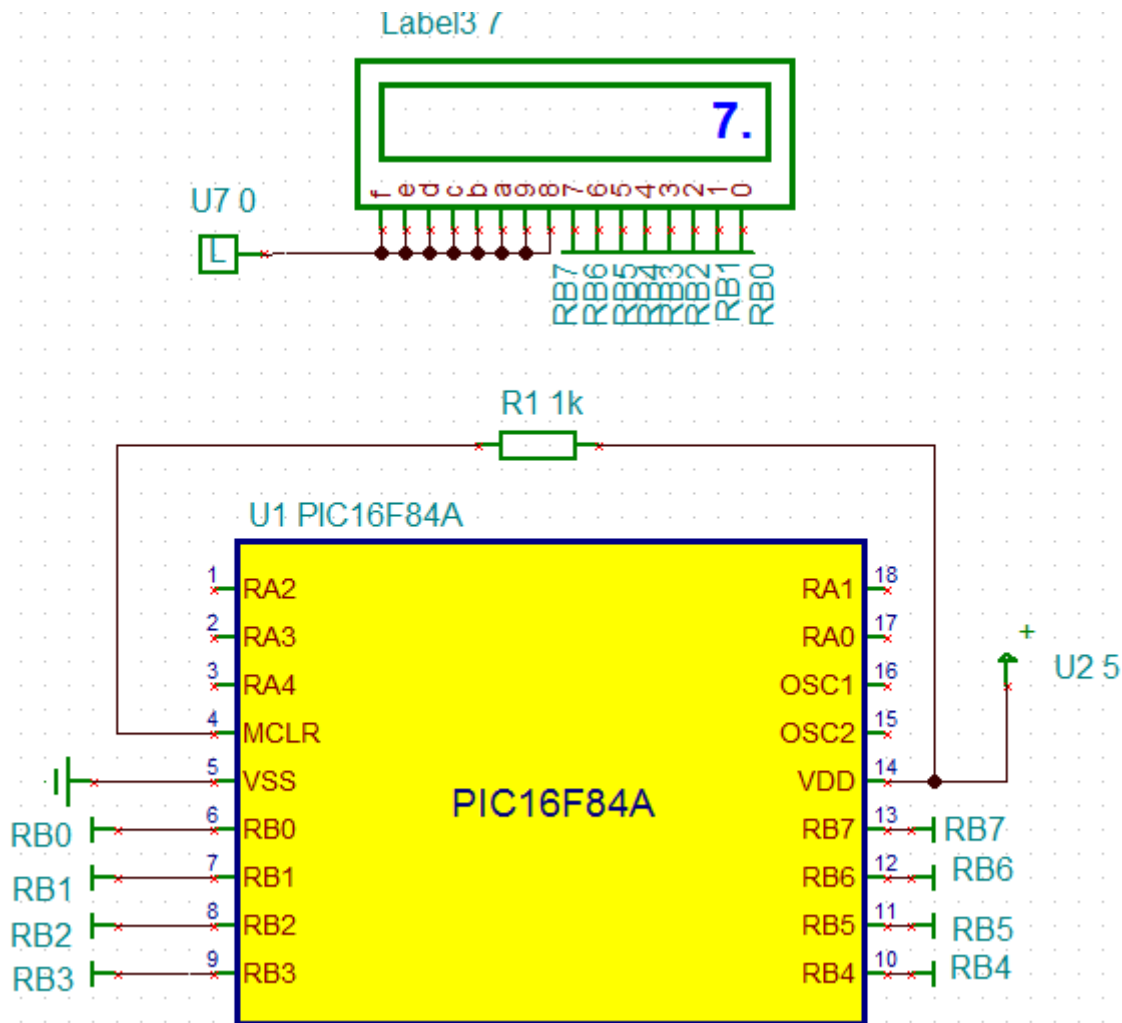 Label3 7
7.
f e d c b a 9 8 7 6 5 4 3 2 1 0
U7 0
L
RB7 RB6 RB5 RB4 RB3 RB2 RB1 RB0
R1 1k
U1 PIC16F84A
1 RA2
RA1 18
2 RA3
RA0 17
+
3 RA4
OSC1 16
U2 5
4 MCLR
OSC2 15
5 VSS
VDD 14
PIC16F84A
RB0 6 RB0
RB7 13 RB7
RB1 7 RB1
RB6 12 RB6
RB2 8 RB2
RB5 11 RB5
RB3 9 RB3
RB4 10 RB4